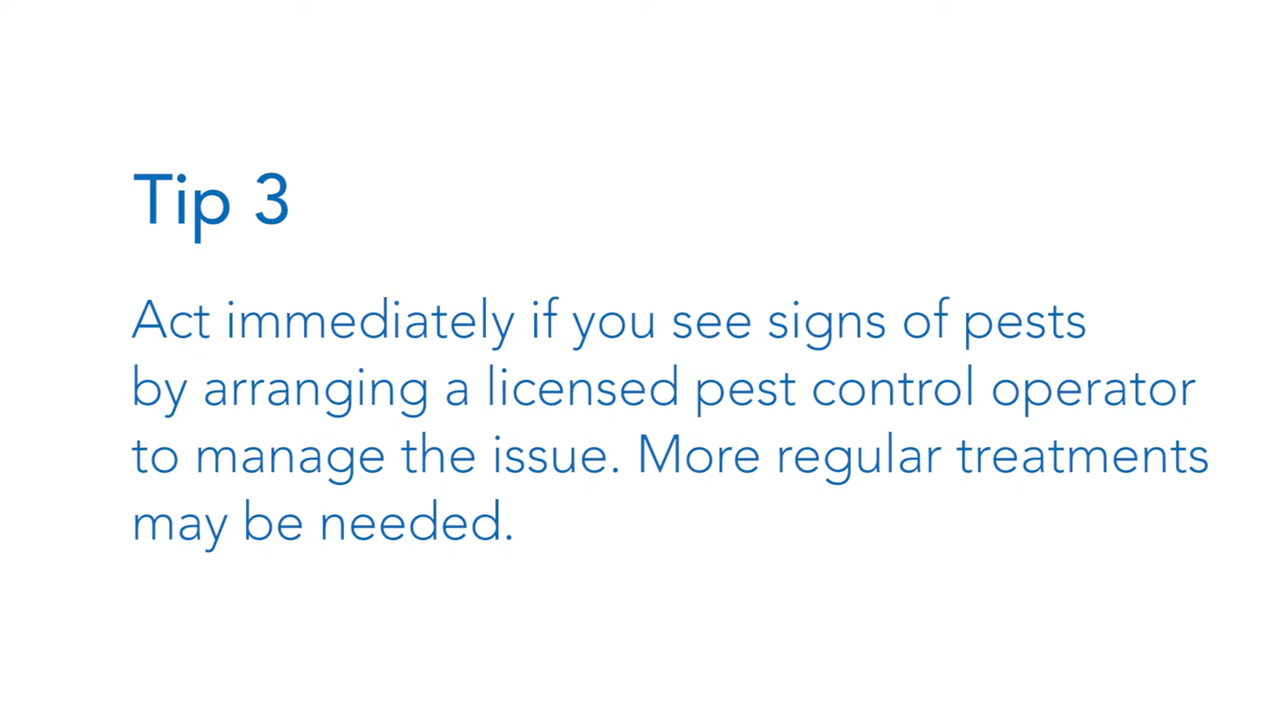 Tip 3
Act immediately if you see signs of pests
by arranging a licensed pest control operator
to manage the issue. More regular treatments
may be needed.